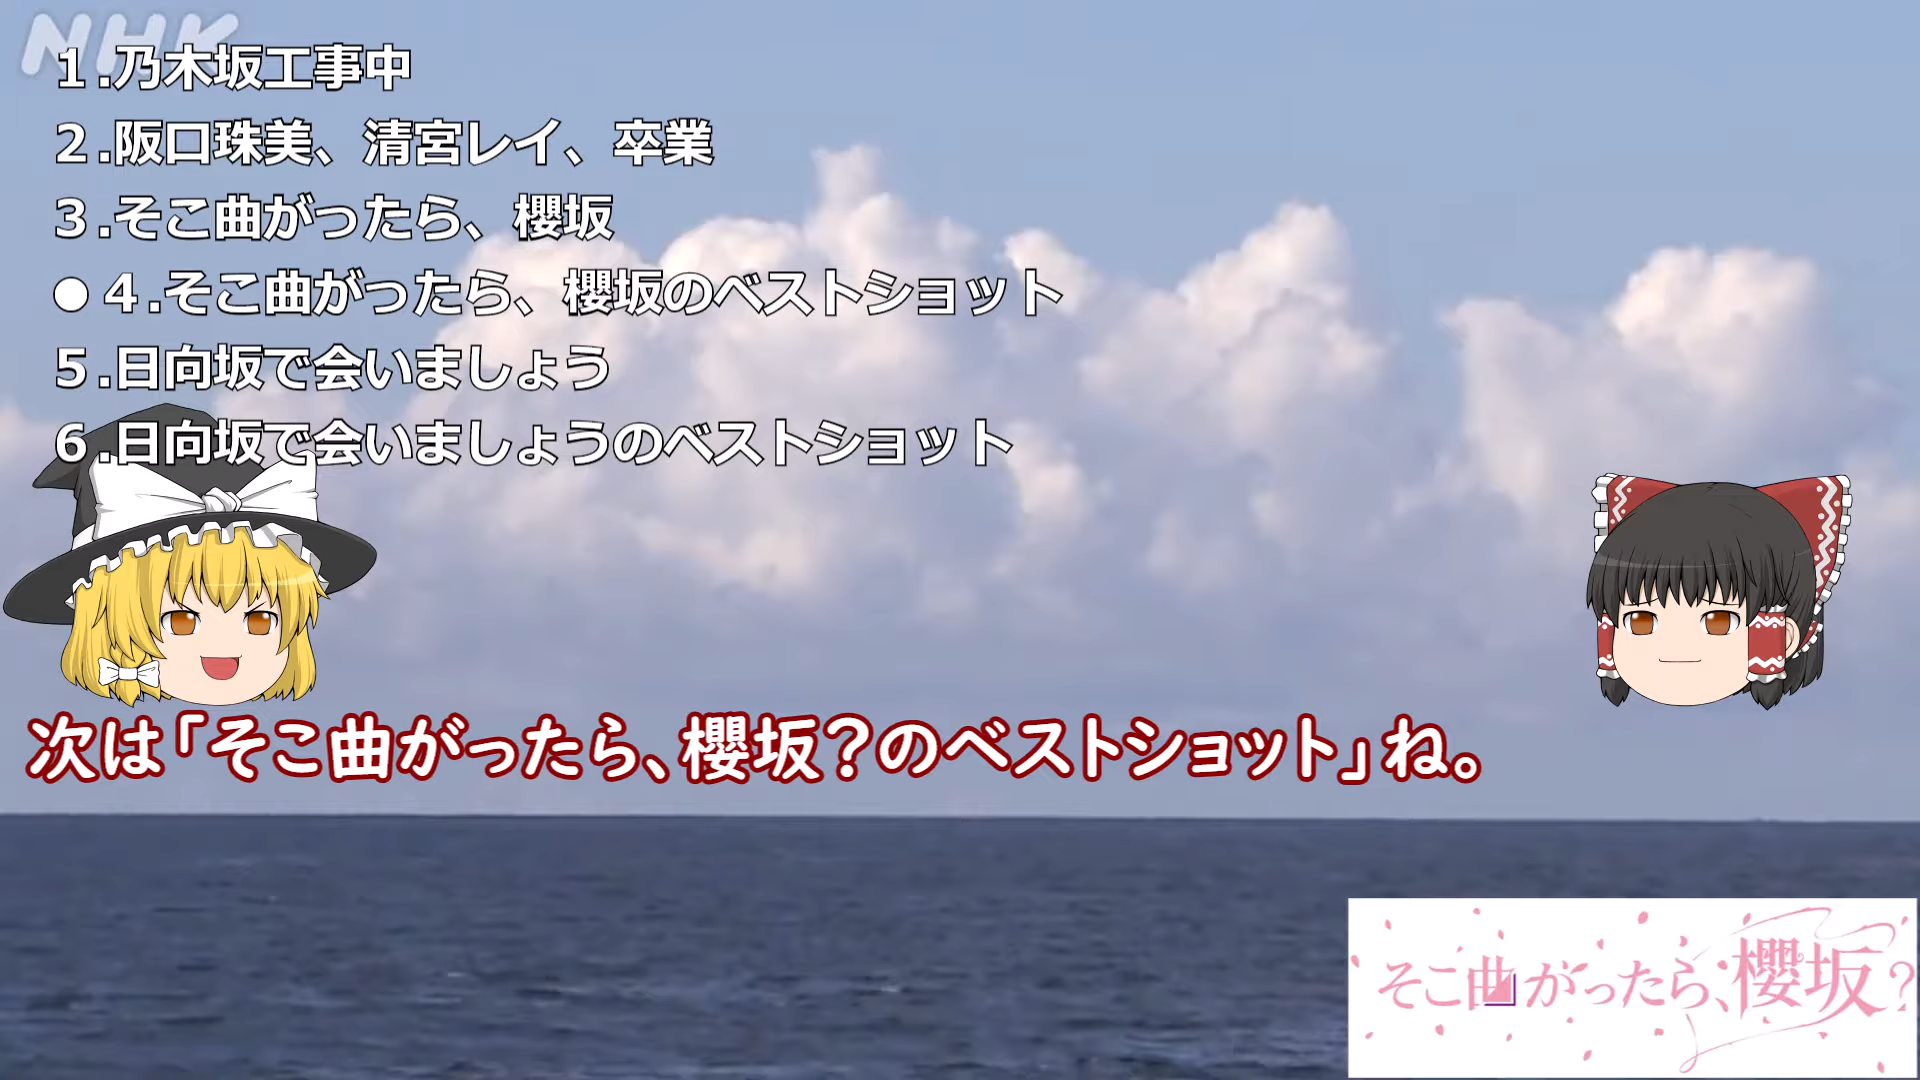 NHK
１.乃木坂工事中
２.阪口珠美、清宮レイ、卒業
３.そこ曲がったら、櫻坂
●４.そこ曲がったら、櫻坂のベストショット
５.日向坂で会いましょう
６.日向坂で会いましょうのベストショット
次は「そこ曲がったら、櫻坂？のベストショット」ね。
そこ曲がったら、櫻坂？